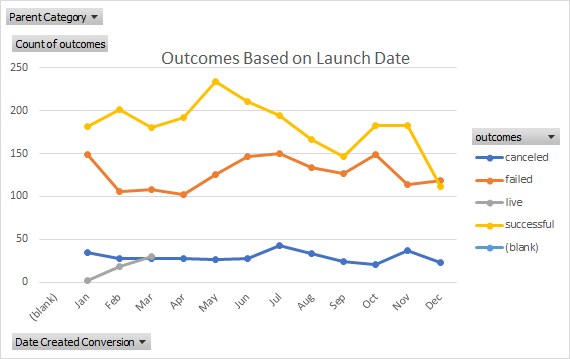 Parent Category
Count of outcomes
Outcomes Based on Launch Date
250
200
150
100
50
0
(blank)
Jan
Feb
Mar
Apr
May
Jun
Jul
Aug
Sep
Oct
Nov
Dec
outcomes
canceled
failed
live
successful
(blank)
Date Created Conversion